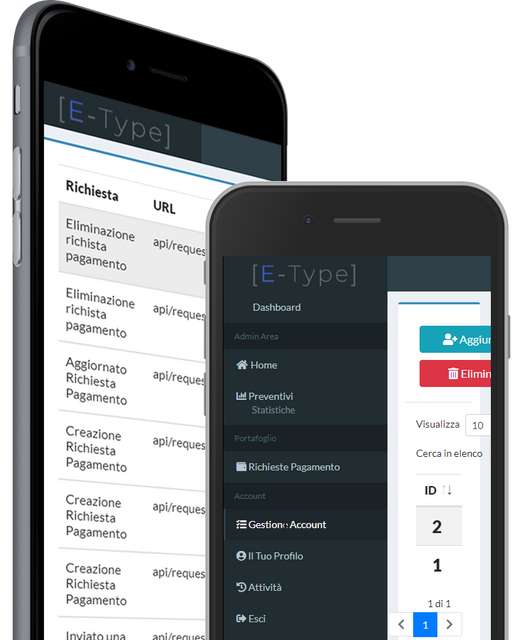 [E-Type]
Richiesta
URL
Eliminazione
richista
pagamento
api/reques
Eliminazione
richista
pagamento
api/reques
Aggiornato
Richiesta
Pagamento
api/reques
Creazione
Richiesta
Pagamento
api/reques
Creazione
Richiesta
Pagamento
api/reques
Creazione
Richiesta
Pagamento
api/reques
Inviato una
[E-Type]
Dashboard
Admin Area
Home
Preventivi
Statistiche
Portafoglio
Richieste Pagamento
Account
Gestione Account
Il Tuo Profilo
Attività
Esci
Aggiur
Elimin
Visualizza 10
Cerca in elenco
ID ↑↓
2
1
1 di 1
< 1 >